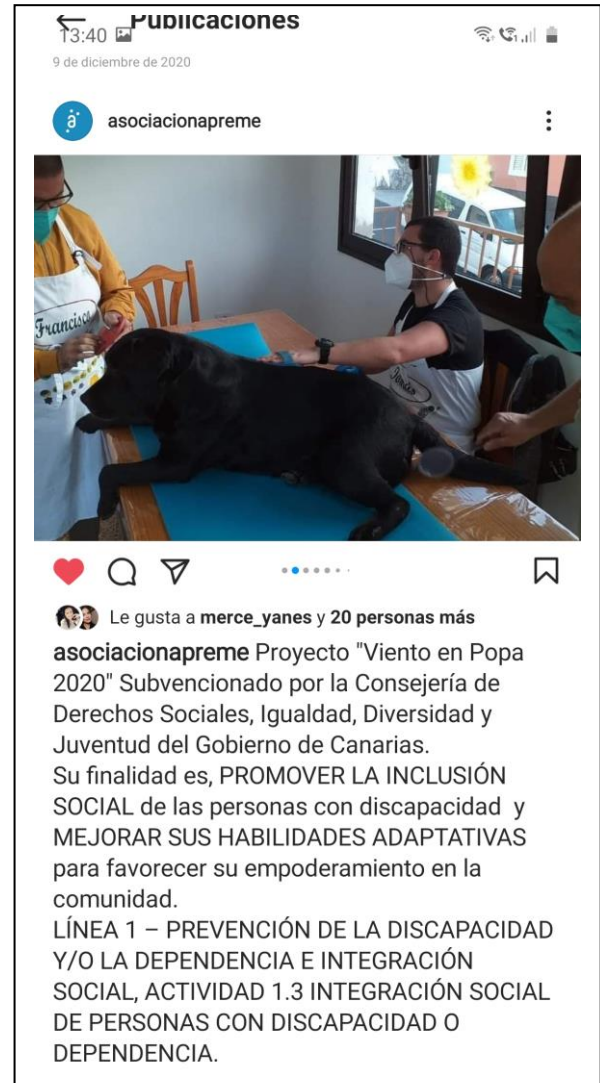 Publicaciones
13:40
9 de diciembre de 2020
asociacionapreme
Francisco
Le gusta a merce_yanes y 20 personas más
asociacionapreme Proyecto "Viento en Popa
2020" Subvencionado por la Consejería de
Derechos Sociales, Igualdad, Diversidad y
Juventud del Gobierno de Canarias.
Su finalidad es, PROMOVER LA INCLUSIÓN
SOCIAL de las personas con discapacidad y
MEJORAR SUS HABILIDADES ADAPTATIVAS
para favorecer su empoderamiento en la
comunidad.
LÍNEA 1 – PREVENCIÓN DE LA DISCAPACIDAD
Y/O LA DEPENDENCIA E INTEGRACIÓN
SOCIAL, ACTIVIDAD 1.3 INTEGRACIÓN SOCIAL
DE PERSONAS CON DISCAPACIDAD O
DEPENDENCIA.